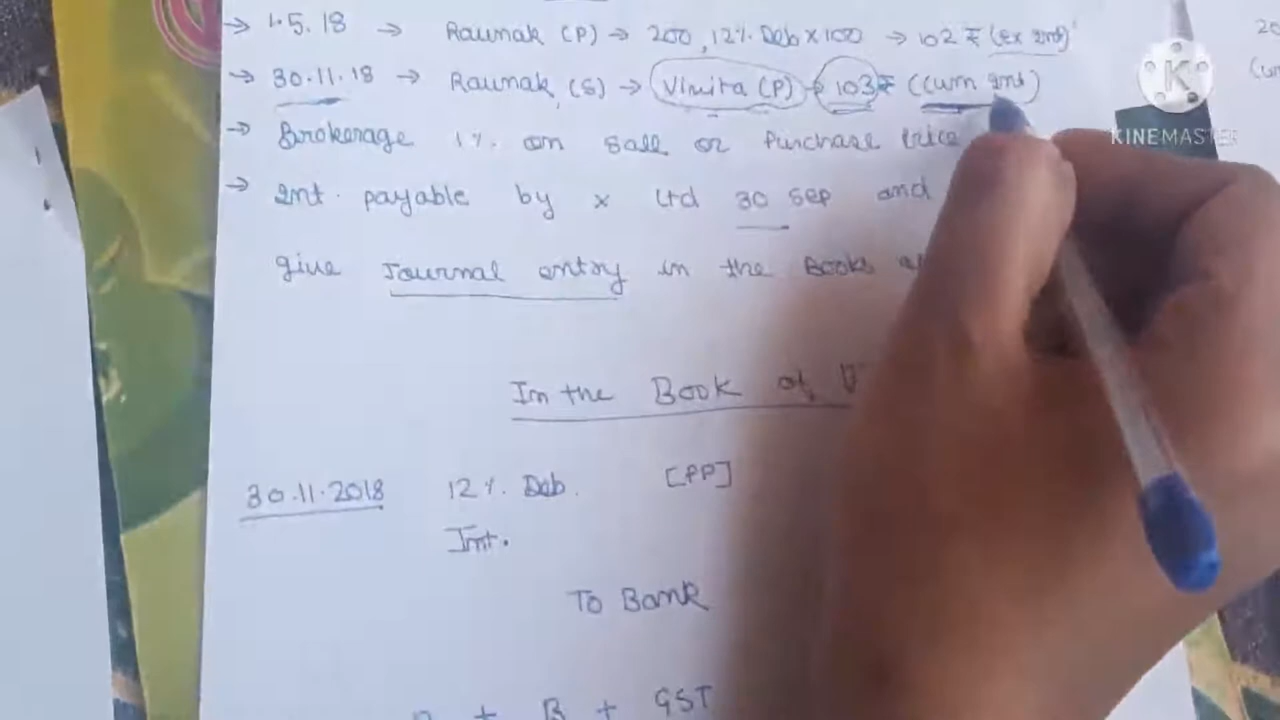 → 1.5.18 → Raunak (P) → 200, 12% Deb x 100 → 102 ₹ (ex Int)
→ 30.11.18 → Raunak (S) → Vinita (P) → 103 ₹ ((cum Int)
→ Brokerage 1% on sale or Purchase Price
→ Int. payable by x Ltd 30 Sep and
give Journal entry in the Books
In the Book of
30.11.2018 12%. Deb. [PP]
Int.
To Bank
+ B + GST
K
KINEMASTER
20